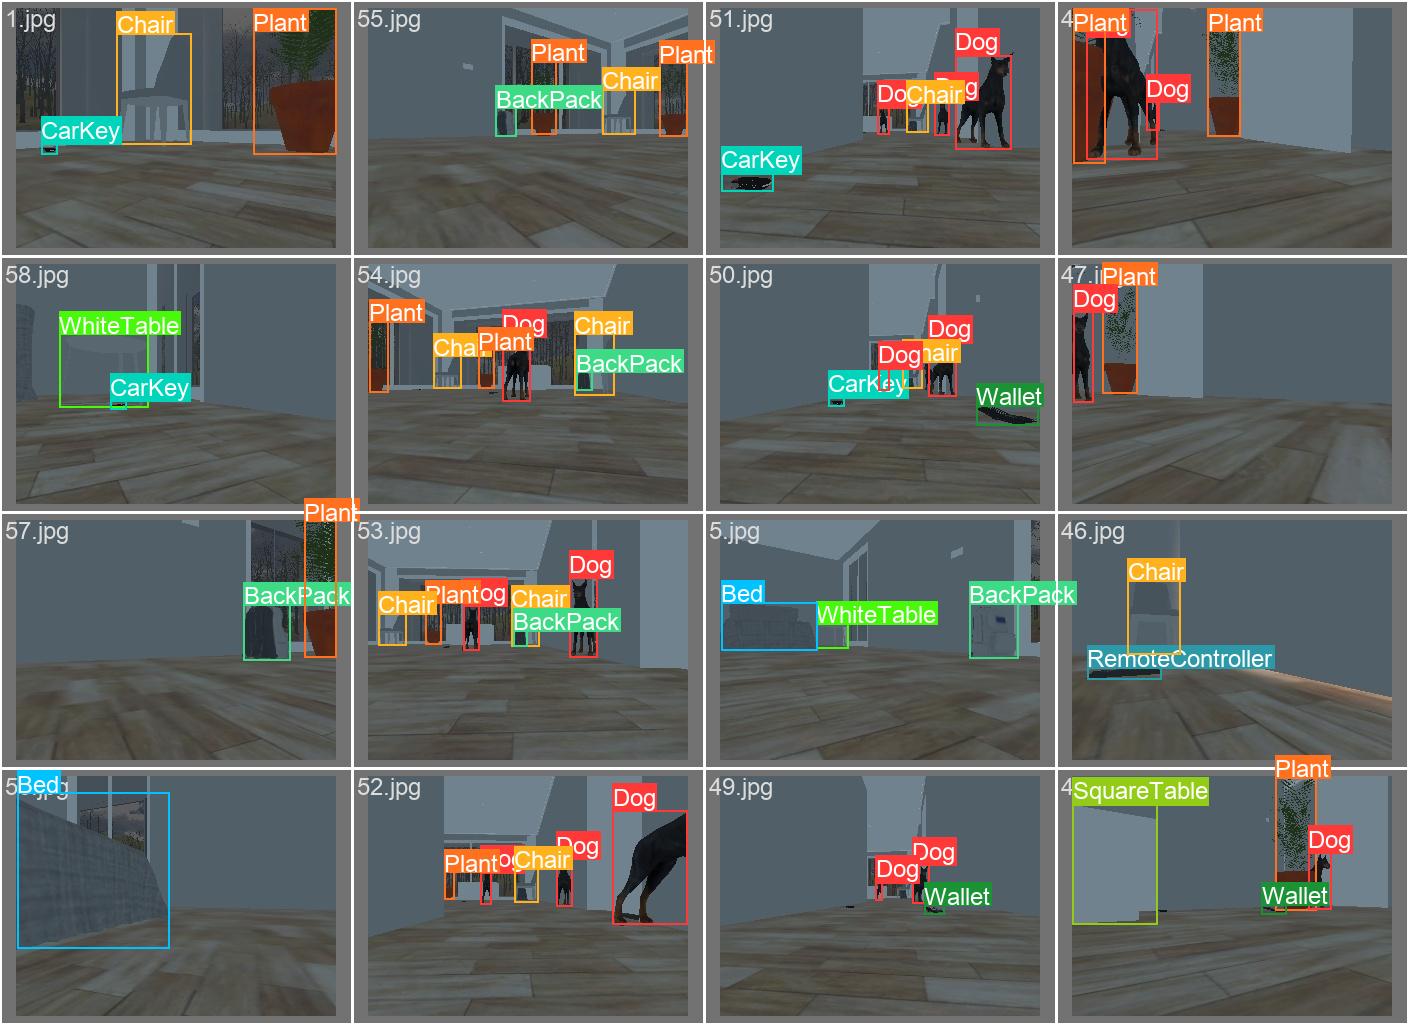 1.jpg
Chair
Plant
CarKey
55.jpg
Plant
Plant
Chair
BackPack
51.jpg
Dog
Dog
Chair
CarKey
4
Plant
Plant
Dog
58.jpg
WhiteTable
CarKey
54.jpg
Plant
Dog
Chair
Plant
Chair
BackPack
50.jpg
Dog
Dog
Chair
CarKey
Wallet
47.j
Plant
Dog
57.jpg
Plant
BackPack
53.jpg
Dog
Plant
Dog
Chair
Chair
BackPack
5.jpg
Bed
WhiteTable
BackPack
46.jpg
Chair
RemoteController
5
.jpg
Bed
52.jpg
Dog
Dog
Plant
Dog
Chair
49.jpg
Dog
Dog
Wallet
4
SquareTable
Plant
Dog
Wallet